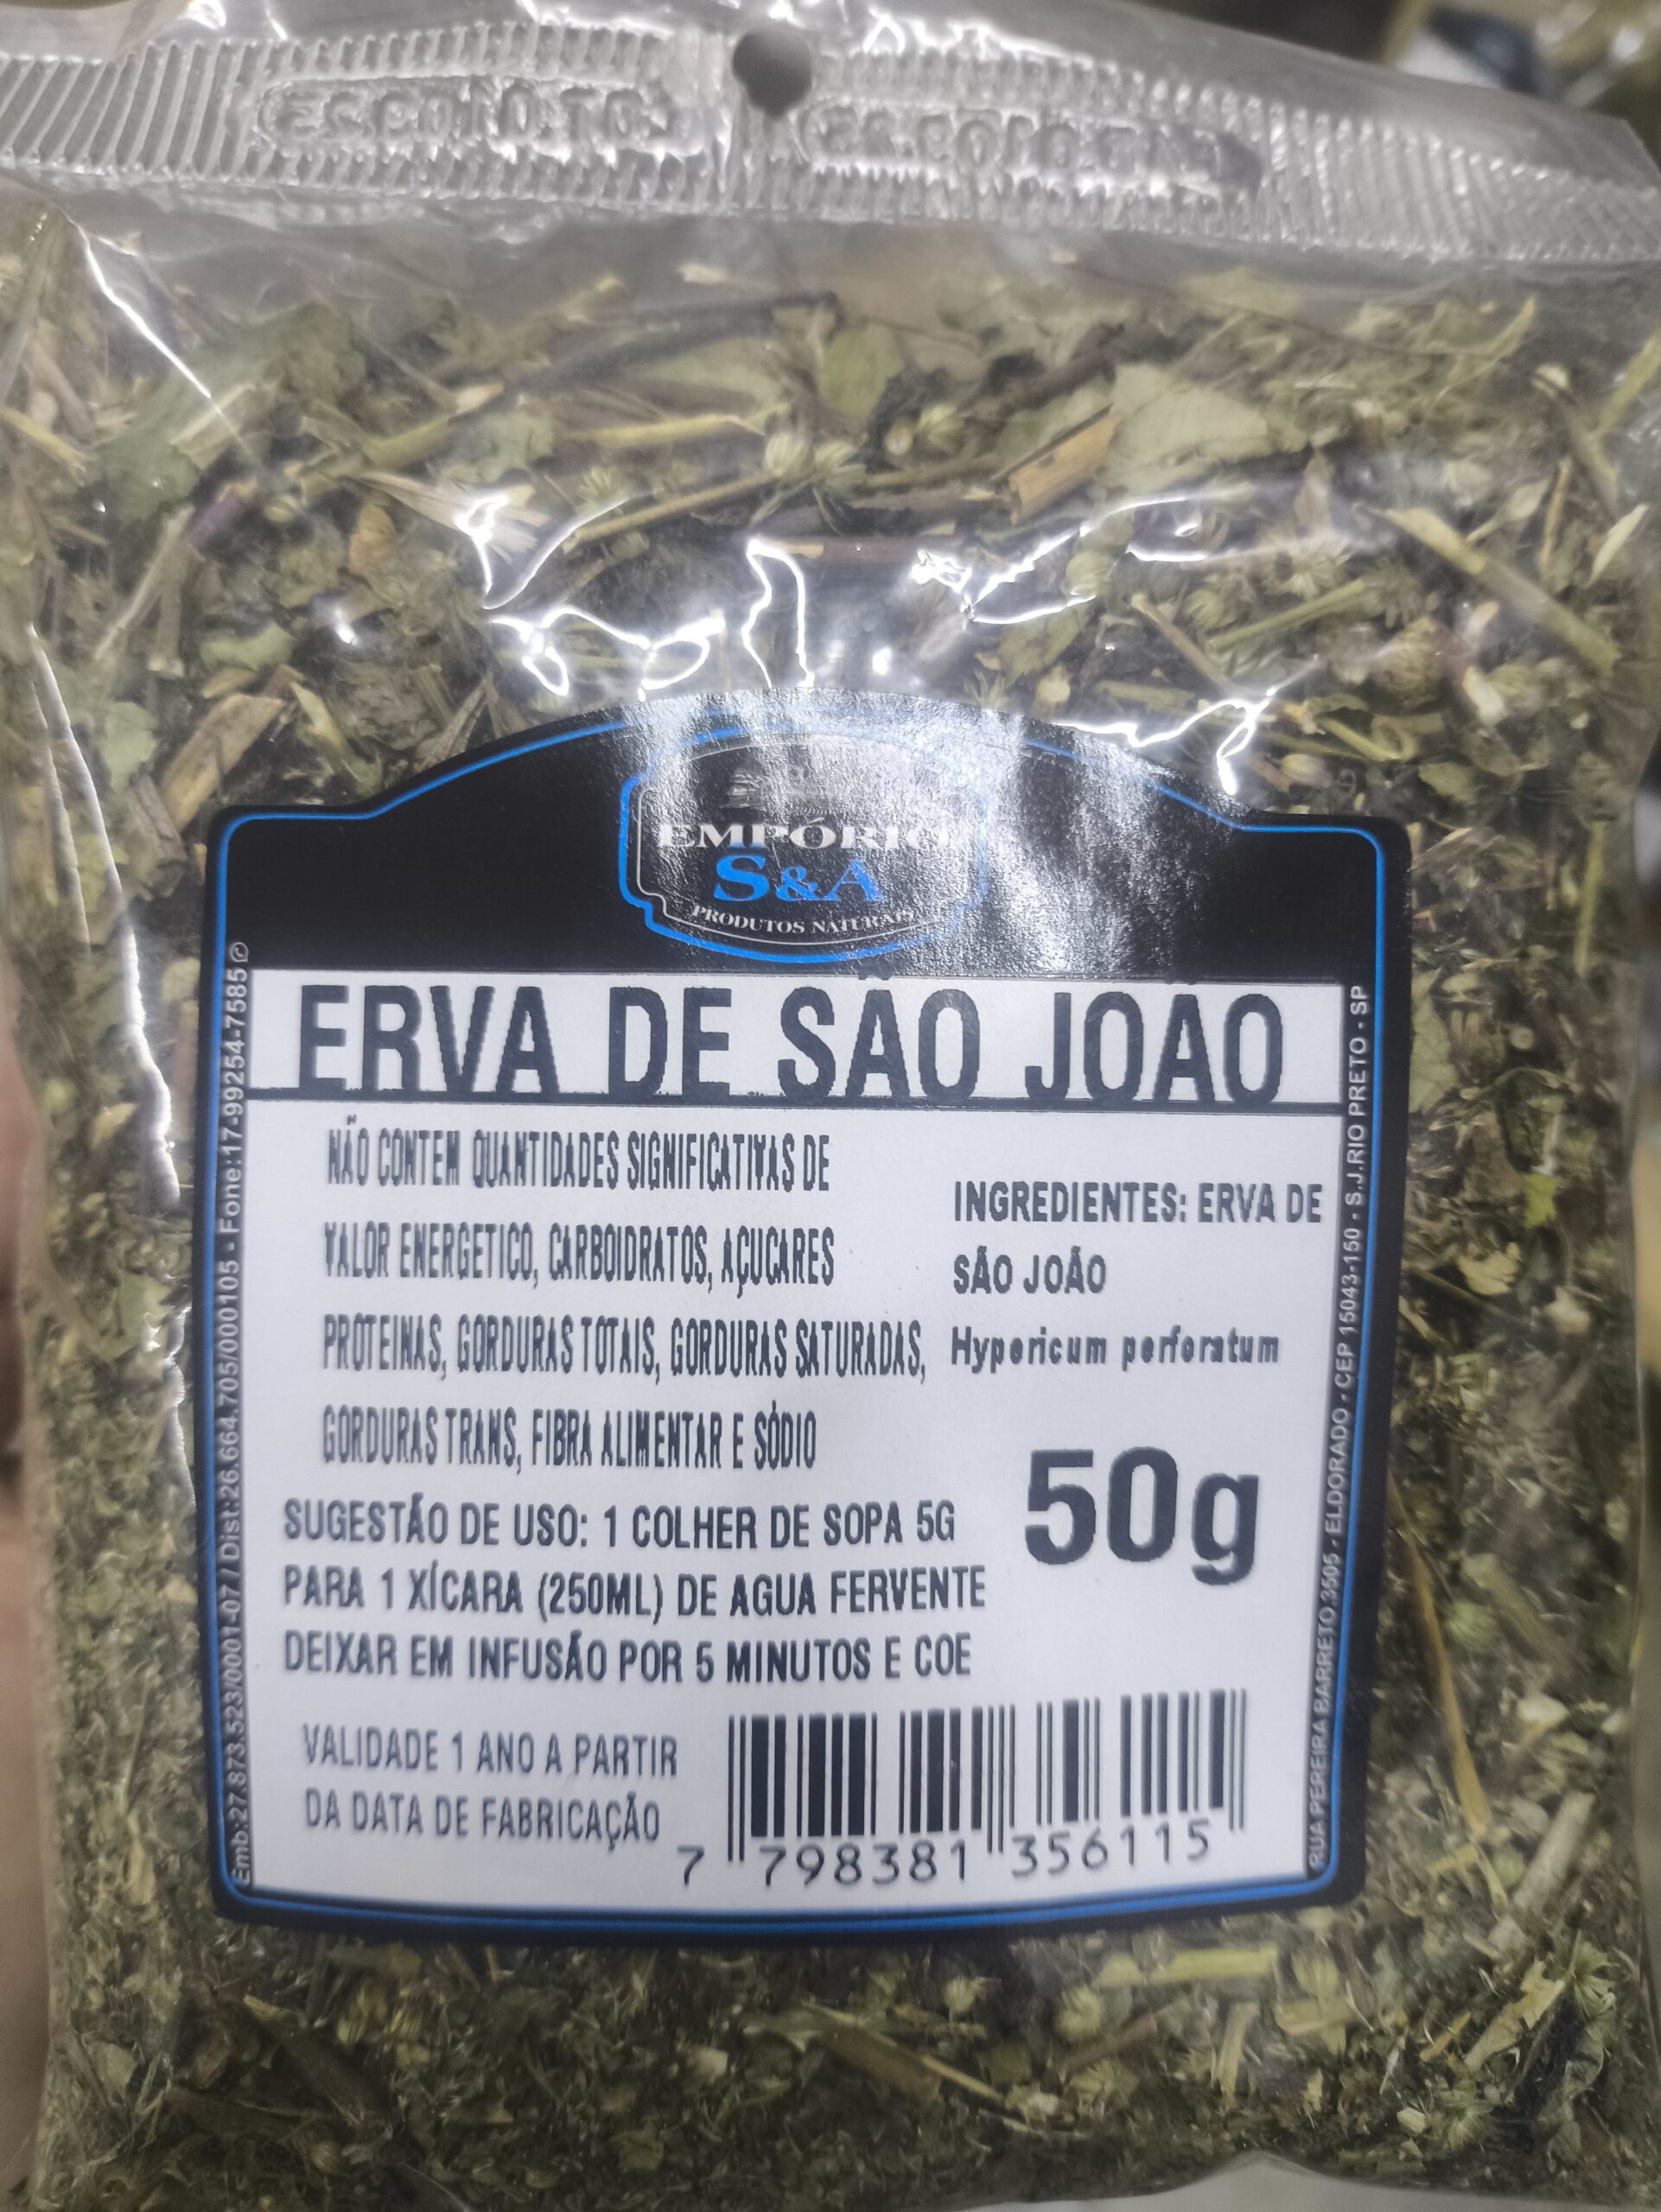 EMPÓRIO
S&A
PRODUTOS NATURAIS
ERVA DE SÃO JOAO
NÃO CONTEM QUANTIDADES SIGNIFICATIVAS DE
VALOR ENERGETICO, CARBOIDRATOS, AÇUCARES
PROTEINAS, GORDURAS TOTAIS, GORDURAS SATURADAS,
GORDURAS TRANS, FIBRA ALIMENTAR E SÓDIO
INGREDIENTES: ERVA DE
SÃO JOÃO
Hypericum perforatum
50g
SUGESTÃO DE USO: 1 COLHER DE SOPA 5G
PARA 1 XÍCARA (250ML) DE AGUA FERVENTE
DEIXAR EM INFUSÃO POR 5 MINUTOS E COE
VALIDADE 1 ANO A PARTIR
DA DATA DE FABRICAÇÃO
7 798381 356115
Emb:27.873.523/0001-07 / Dist:26.664.705/000105 - Fone:17-99254-7585 ©
RUA PEREIRA BARRETO,3505 - ELDORADO - CEP 15043-150 - S.J.RIO PRETO - SP